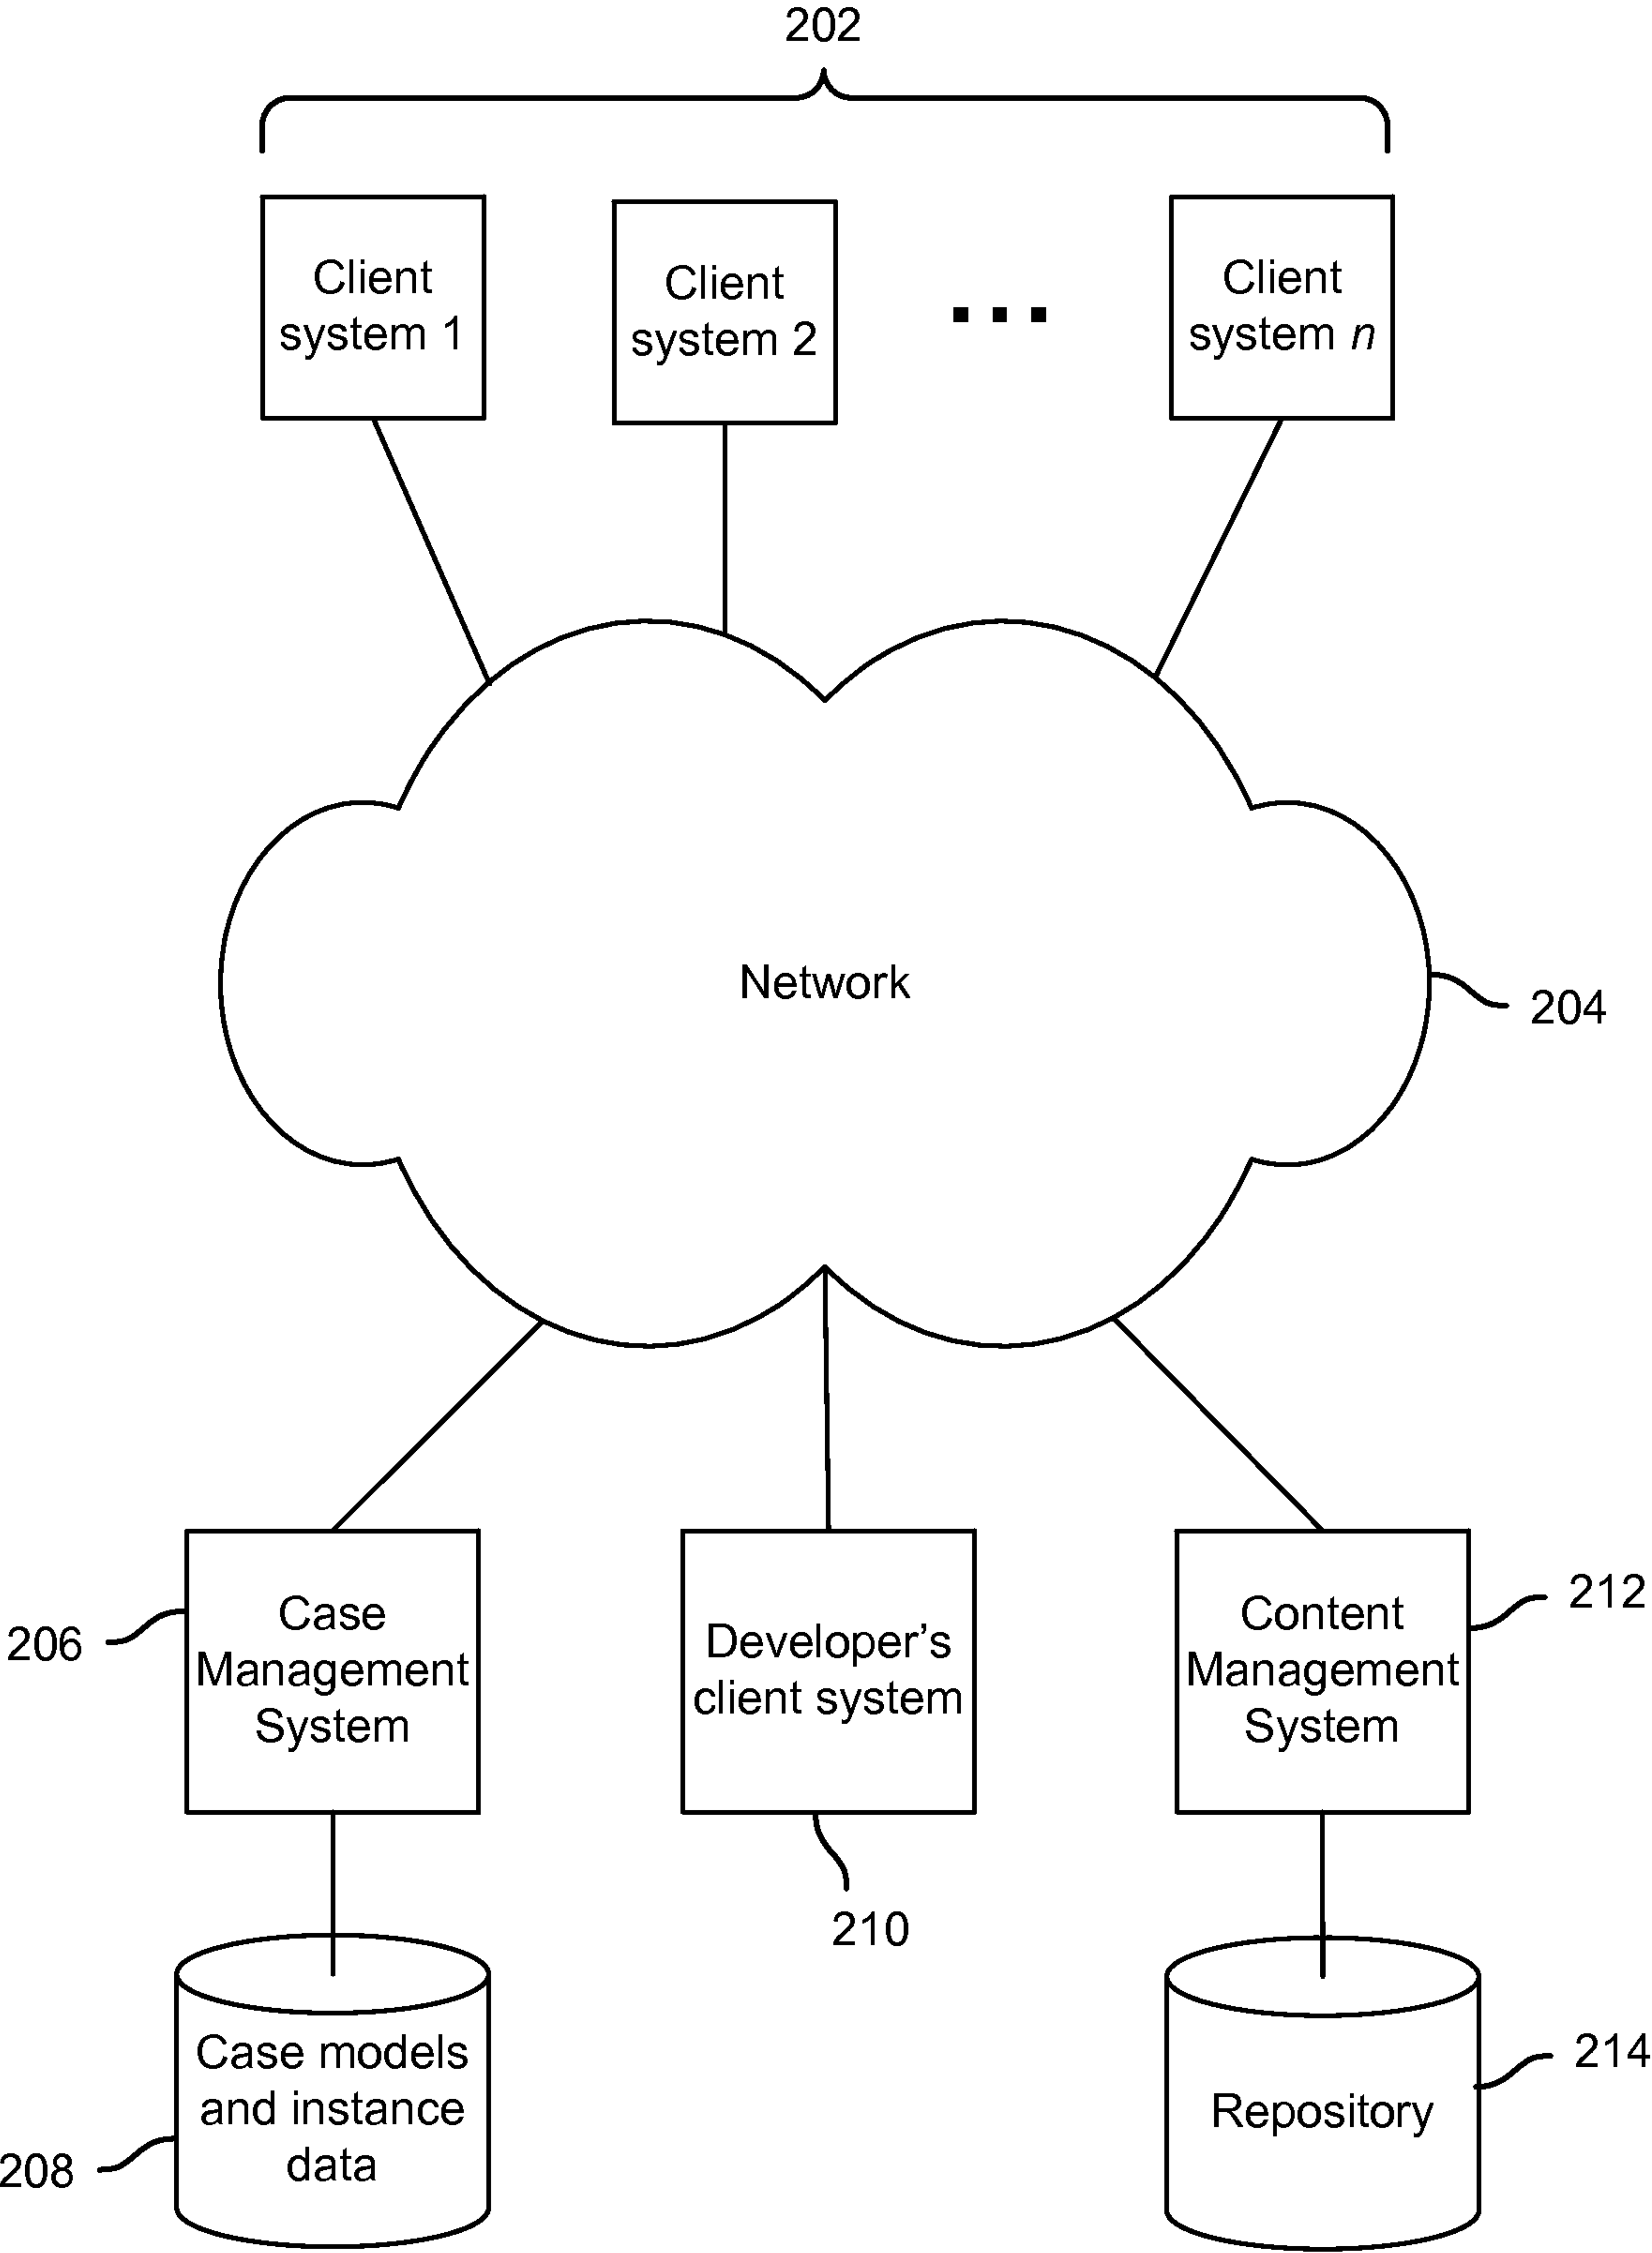 202
Client
system 1
Client
system 2
Client
system n
Network
204
Case
Management
System
206
Developer’s
client system
210
Content
Management
System
212
Case models
and instance
data
208
Repository
214